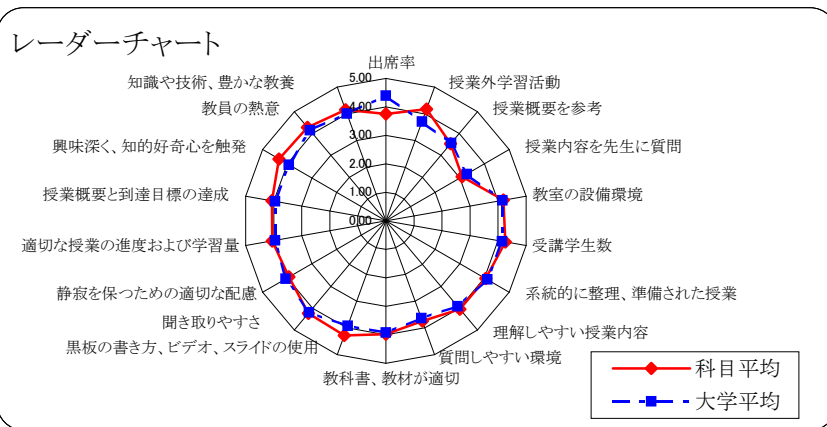 レーダーチャート
出席率
授業外学習活動
授業概要を参考
授業内容を先生に質問
教室の設備環境
受講学生数
系統的に整理、準備された授業
理解しやすい授業内容
質問しやすい環境
教科書、教材が適切
黒板の書き方、ビデオ、スライドの使用
聞き取りやすさ
静寂を保つための適切な配慮
適切な授業の進度および学習量
授業概要と到達目標の達成
興味深く、知的好奇心を触発
教員の熱意
知識や技術、豊かな教養
5.00
4.00
3.00
2.00
1.00
0.00
科目平均
大学平均